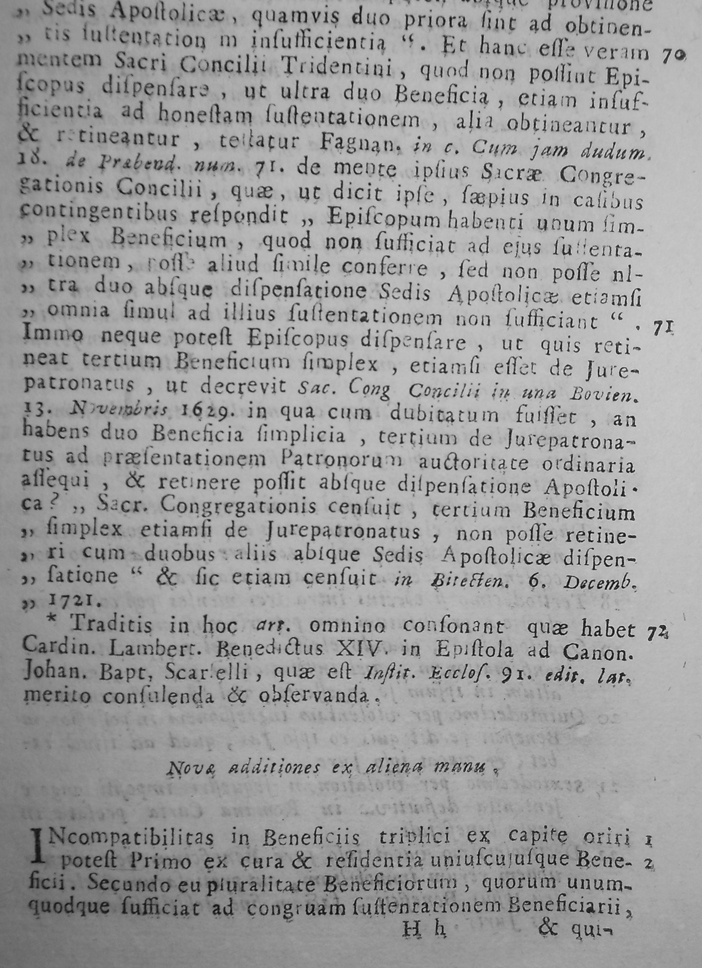 provisione
„ Sedis Apoſtolicæ, quamvis duo priora ſint ad obtinen-
„ tis ſuſtentation m inſufficientia “. Et hanc eſſe veram 70
mentem Sacri Concilii Tridentini, quod non poſſint Epi-
ſcopus diſpenſare, ut ultra duo Beneficia, etiam inſuf-
ficientia ad honeſtam ſuſtentationem, alia obtineantur,
& retineantur, teſtatur Fagnan. in c. Cum jam dudum.
18. de Præbend. num. 71. de mente ipſius Sacræ Congre-
gationis Concilii, quæ, ut dicit ipſe, ſæpius in caſibus
contingentibus reſpondit „ Epiſcopum habenti unum ſim-
„ plex Beneficium, quod non ſufficiat ad ejus ſuſtenta-
„ tionem, poſſe aliud ſimile conferre, ſed non poſſe ul-
„ tra duo abſque diſpenſatione Sedis Apoſtolicæ etiamſi
„ omnia ſimul ad illius ſuſtentationem non ſufficiant “. 71
Immo neque poteſt Epiſcopus diſpenſare, ut quis reti-
neat tertium Beneficium ſimplex, etiamſi eſſet de Jure-
patronatus, ut decrevit Sac. Cong Concilii in una Bovien.
13. Novembris 1629. in qua cum dubitatum fuiſſet, an
habens duo Beneficia ſimplicia, tertium de Jurepatrona-
tus ad præſentationem Patronorum auctoritate ordinaria
aſſequi, & retinere poſſit abſque diſpenſatione Apoſtoli-
ca? „ Sacr. Congregationis cenſuit, tertium Beneficium
„ ſimplex etiamſi de Jurepatronatus, non poſſe retine-
„ ri cum duobus aliis abſque Sedis Apoſtolicæ diſpen-
„ ſatione “ & ſic etiam cenſuit in Bitecten. 6. Decemb.
„ 1721.
* Traditis in hoc art. omnino conſonant quæ habet 72
Cardin. Lambert. Benedictus XIV. in Epiſtola ad Canon.
Johan. Bapt, Scarſelli, quæ eſt Inſtit. Eccleſ. 91. edit. lat.
merito conſulenda & obſervanda.
Novæ additiones ex aliena manu.
INcompatibilitas in Beneficiis triplici ex capite oriri 1
poteſt Primo ex cura & reſidentia uniuſcujuſque Bene- 2
ficii. Secundo eu pluralitate Beneficiorum, quorum unum-
quodque ſufficiat ad congruam ſuſtentationem Beneficiarii,
H h & qui-